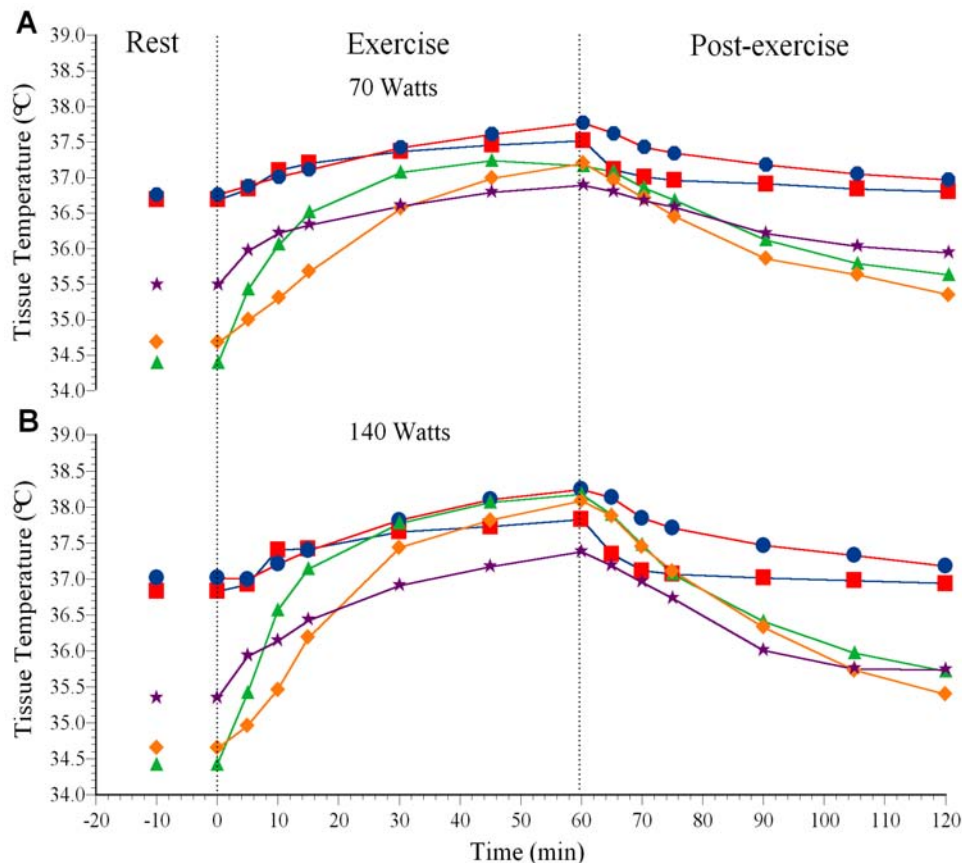 A
Rest
Exercise
Post-exercise
70 Watts
Tissue Temperature (°C)
39.0
38.5
38.0
37.5
37.0
36.5
36.0
35.5
35.0
34.5
34.0
B
140 Watts
Tissue Temperature (°C)
39.0
38.5
38.0
37.5
37.0
36.5
36.0
35.5
35.0
34.5
34.0
-20 -10 0 10 20 30 40 50 60 70 80 90 100 110 120
Time (min)